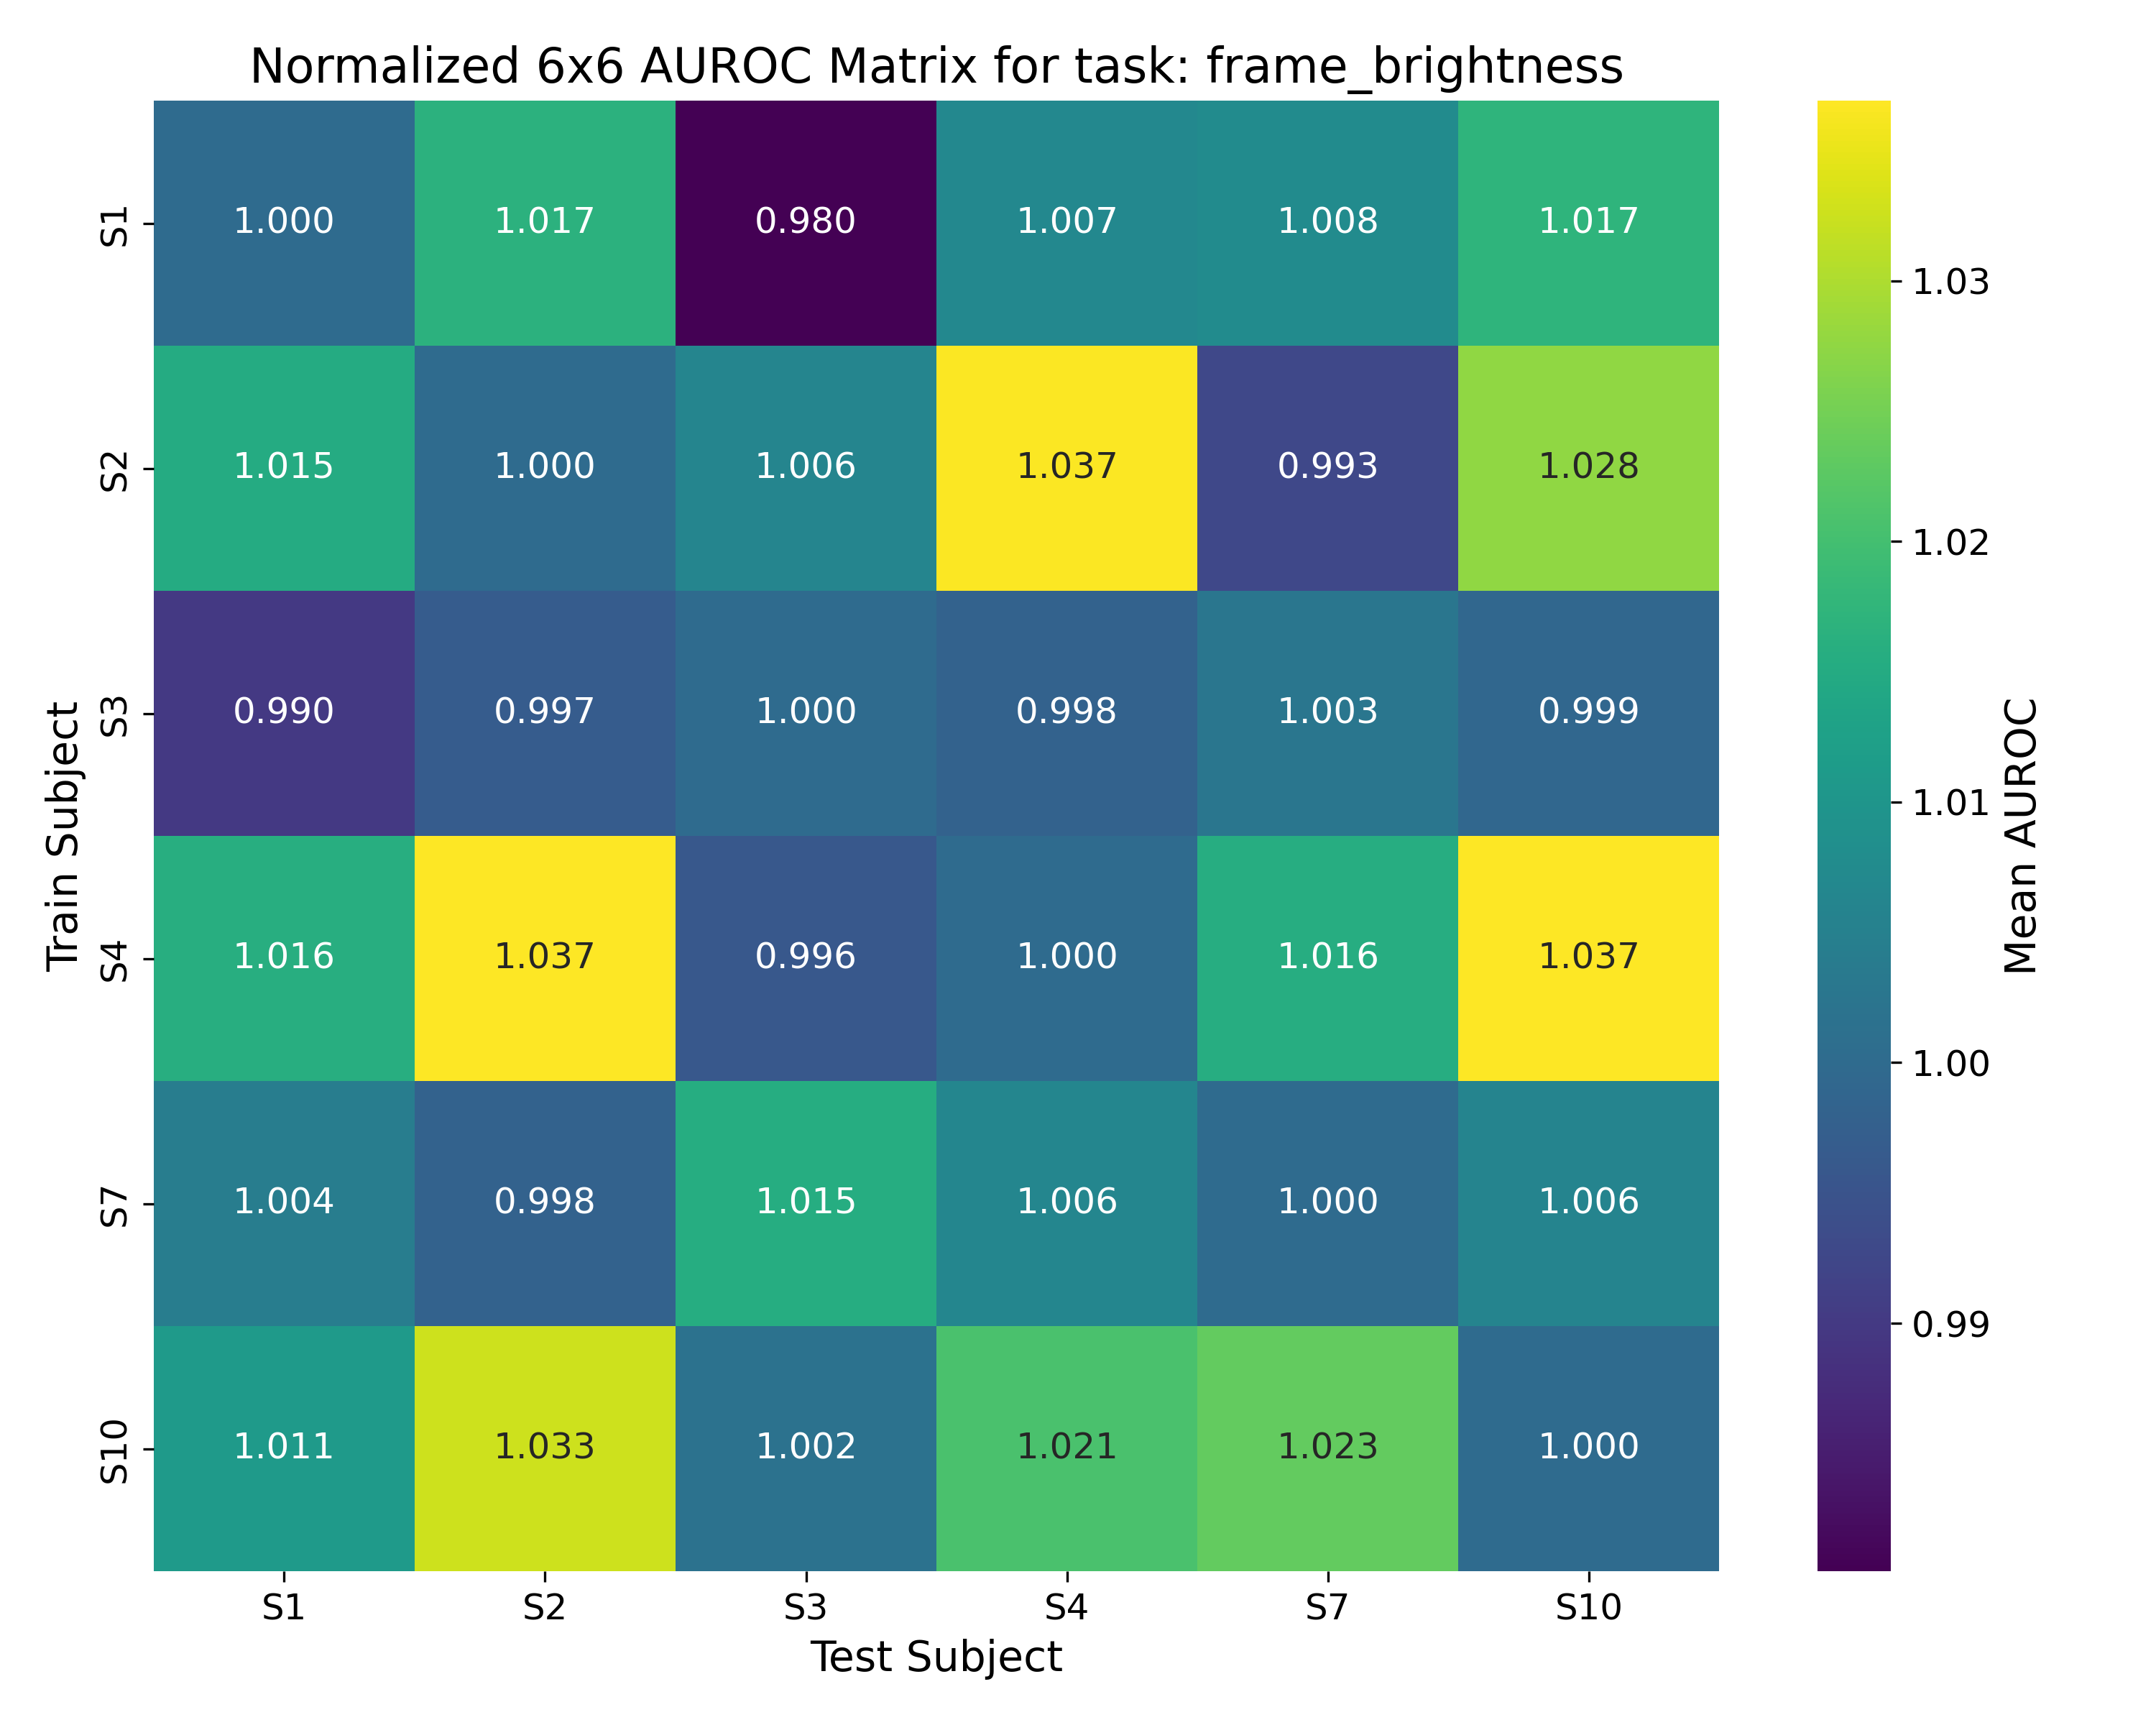 Normalized 6x6 AUROC Matrix for task: frame_brightness
S1 1.000 1.017 0.980 1.007 1.008 1.017
S2 1.015 1.000 1.006 1.037 0.993 1.028
S3 0.990 0.997 1.000 0.998 1.003 0.999
S4 1.016 1.037 0.996 1.000 1.016 1.037
S7 1.004 0.998 1.015 1.006 1.000 1.006
S10 1.011 1.033 1.002 1.021 1.023 1.000
S1 S2 S3 S4 S7 S10
Test Subject
Train Subject
1.03
1.02
1.01
1.00
0.99
Mean AUROC